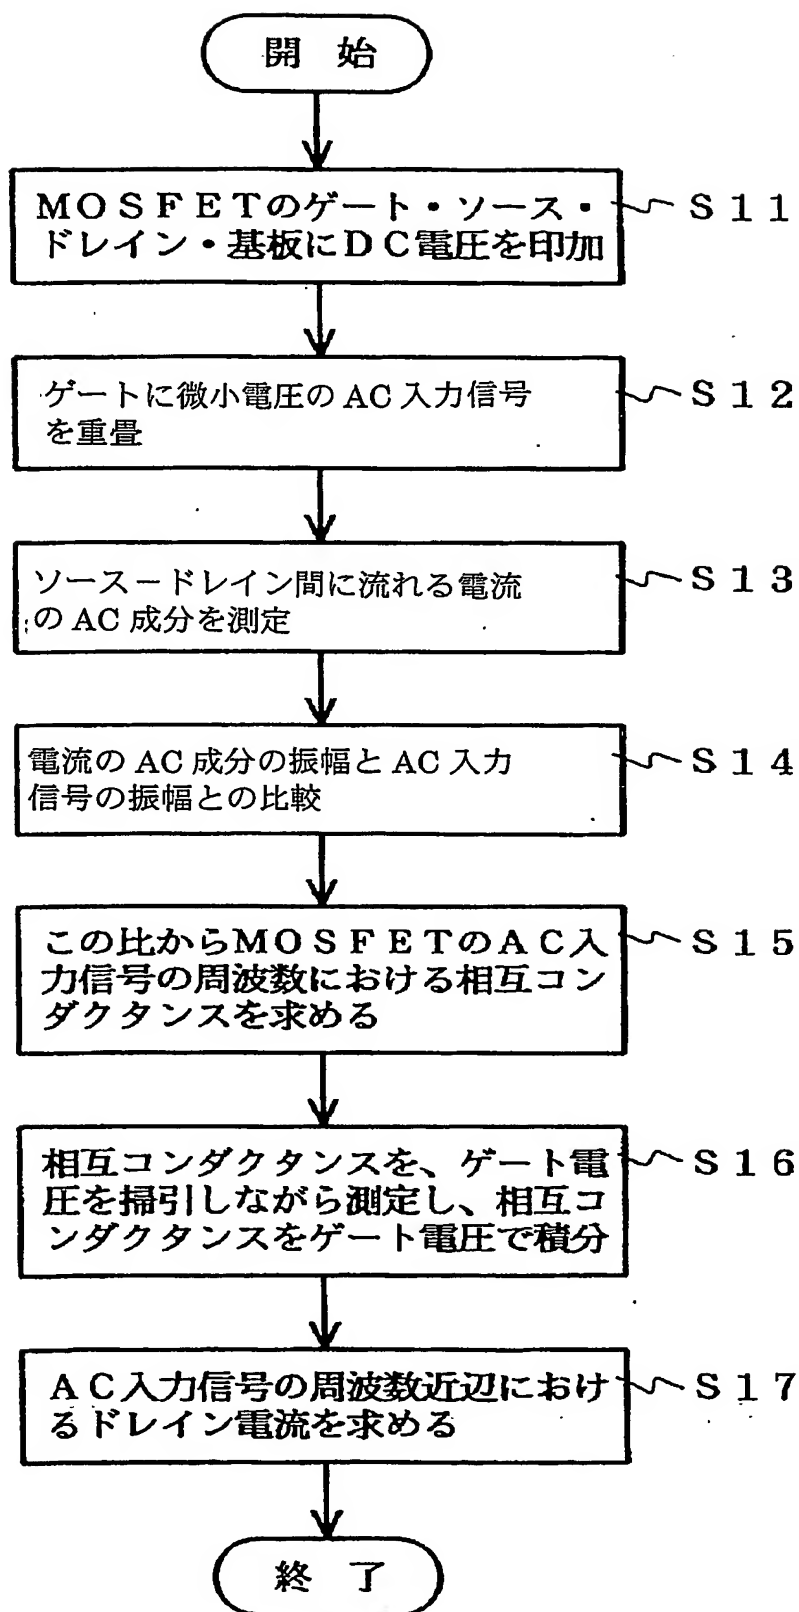 開 始
MOSFETのゲート・ソース・
ドレイン・基板にDC電圧を印加
S11
ゲートに微小電圧の AC 入力信号
を重畳
S12
ソース－ドレイン間に流れる電流
の AC 成分を測定
S13
電流の AC 成分の振幅と AC 入力
信号の振幅との比較
S14
この比からMOSFETのAC入
力信号の周波数における相互コン
ダクタンスを求める
S15
相互コンダクタンスを、ゲート電
圧を掃引しながら測定し、相互コ
ンダクタンスをゲート電圧で積分
S16
AC入力信号の周波数近辺におけ
るドレイン電流を求める
S17
終 了